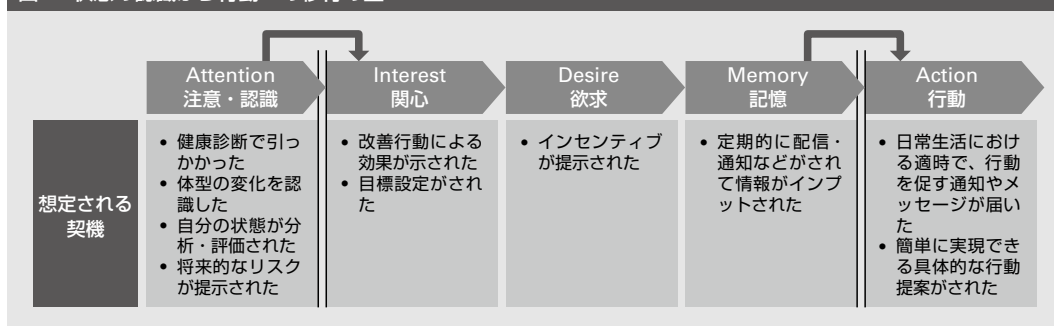 Attention
注意・認識
Interest
関心
Desire
欲求
Memory
記憶
Action
行動
想定される
契機
• 健康診断で引っ
かかった
• 体型の変化を認
識した
• 自分の状態が分
析・評価された
• 将来的なリスク
が提示された
• 改善行動による
効果が示された
• 目標設定がされ
た
• インセンティブ
が提示された
• 定期的に配信・
通知などがされ
て情報がインプ
ットされた
• 日常生活におけ
る適時で、行動
を促す通知やメ
ッセージが届い
た
• 簡単に実現でき
る具体的な行動
提案がされた